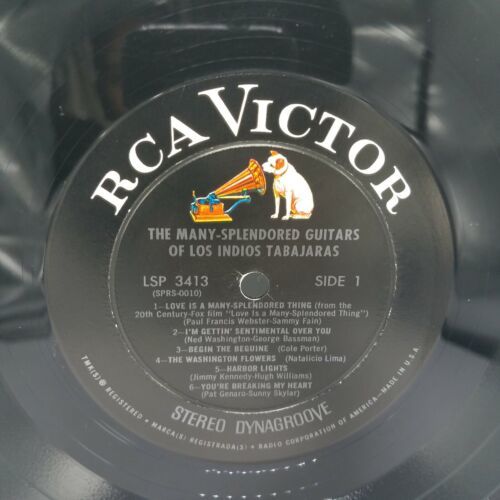 RCA VICTOR
THE MANY-SPLENDORED GUITARS
OF LOS INDIOS TABAJARAS
LSP 3413 SIDE 1
(SPRS-0010)
1—LOVE IS A MANY-SPLENDORED THING (from the
20th Century-Fox film "Love Is a Many-Splendored Thing")
(Paul Francis Webster-Sammy Fain)
2—I'M GETTIN' SENTIMENTAL OVER YOU
(Ned Washington-George Bassman)
3—BEGIN THE BEGUINE (Cole Porter)
4—THE WASHINGTON FLOWERS (Natalicio Lima)
5—HARBOR LIGHTS
(Jimmy Kennedy-Hugh Williams)
6—YOU'RE BREAKING MY HEART
(Pat Genaro-Sunny Skylar)
STEREO DYNAGROOVE
TMK(S) ® REGISTERED • MARCA(S) REGISTRADA(S) • RADIO CORPORATION OF AMERICA—MADE IN U.S.A.